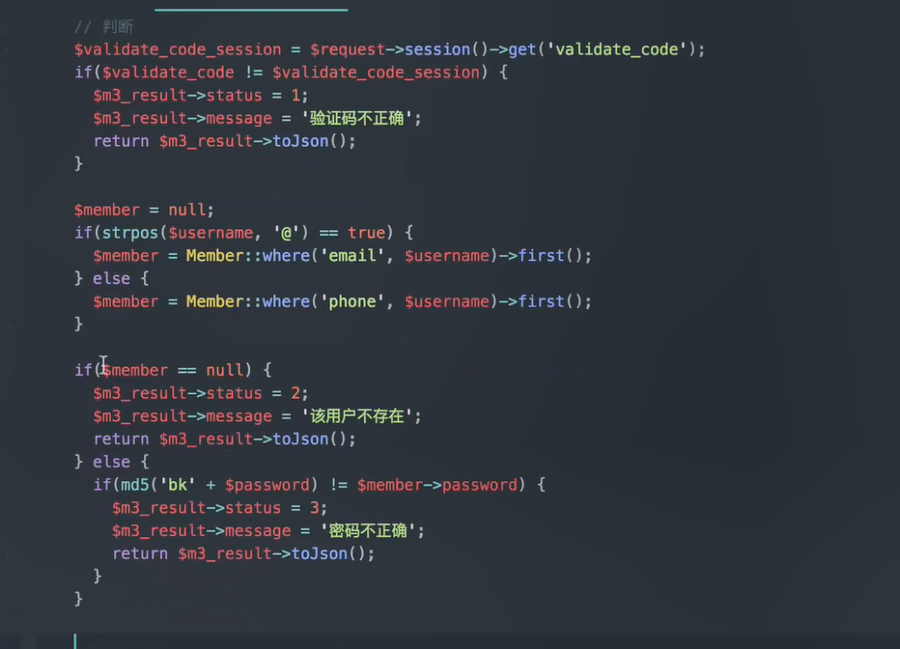 // 判断
$validate_code_session = $request->session()->get('validate_code');
if($validate_code != $validate_code_session) {
  $m3_result->status = 1;
  $m3_result->message = '验证码不正确';
  return $m3_result->toJson();
}

$member = null;
if(strpos($username, '@') == true) {
  $member = Member::where('email', $username)->first();
} else {
  $member = Member::where('phone', $username)->first();
}

if($member == null) {
  $m3_result->status = 2;
  $m3_result->message = '该用户不存在';
  return $m3_result->toJson();
} else {
  if(md5('bk' + $password) != $member->password) {
    $m3_result->status = 3;
    $m3_result->message = '密码不正确';
    return $m3_result->toJson();
  }
}